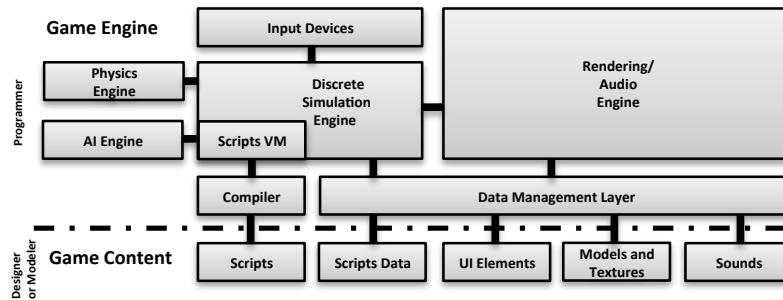 Game Engine
Input Devices
Physics
Engine
Discrete
Simulation
Engine
Rendering/
Audio
Engine
Programmer
AI Engine
Scripts VM
Compiler
Data Management Layer
Designer
or Modeler
Game Content
Scripts
Scripts Data
UI Elements
Models and
Textures
Sounds